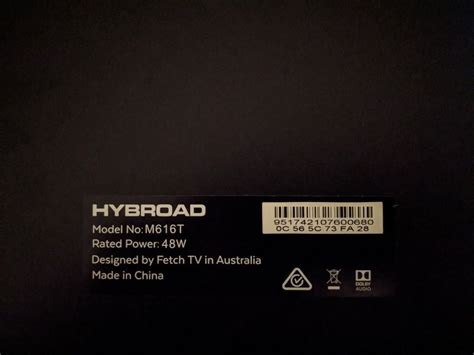 HYBROAD
Model No: M616T
Rated Power: 48W
Designed by Fetch TV in Australia
Made in China
951742107600680
0C 56 5C 73 FA 28
DOLBY
AUDIO